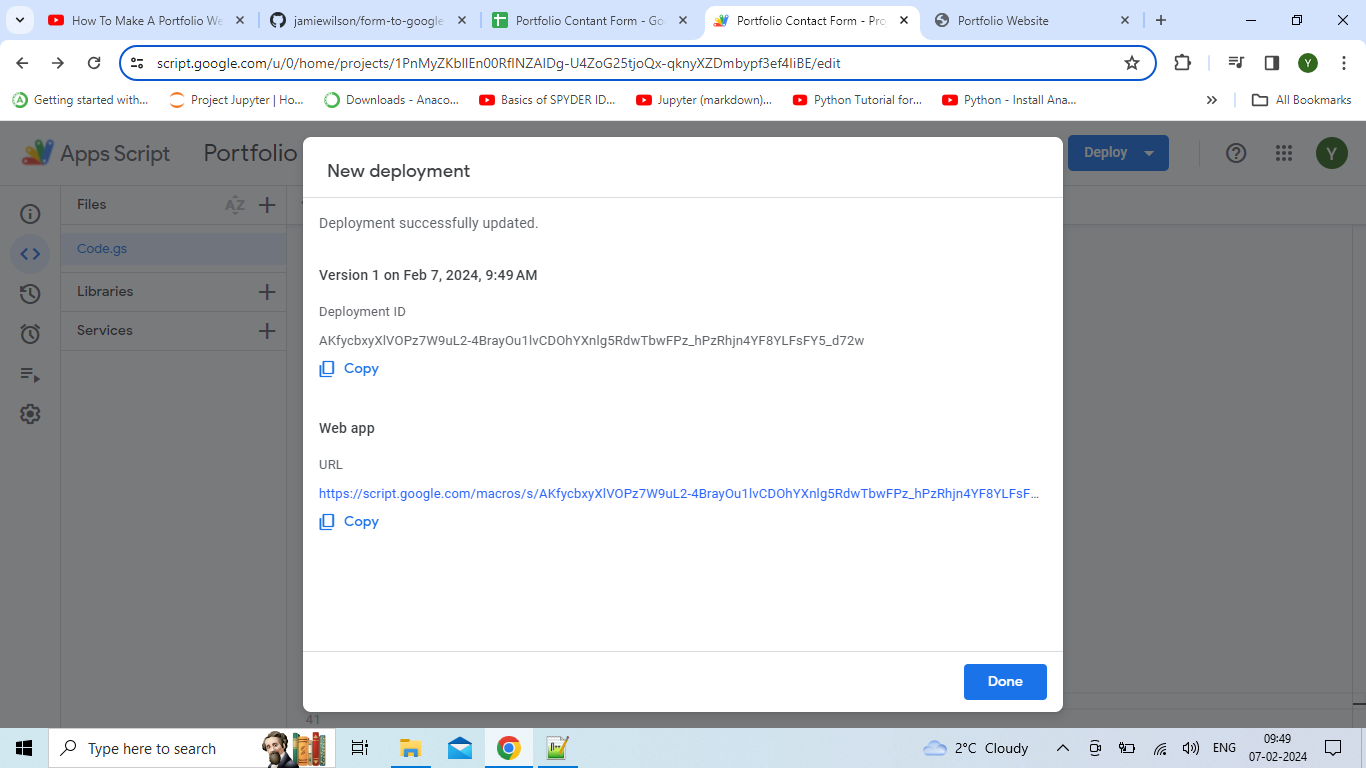 How To Make A Portfolio We
jamiewilson/form-to-google
Portfolio Contant Form - Goo
Portfolio Contact Form - Pro
Portfolio Website
script.google.com/u/0/home/projects/1PnMyZKbIlEn00RflNZAIDg-U4ZoG25tjoQx-qknyXZDmbypf3ef4liBE/edit
Y
Getting started with...
Project Jupyter | Ho...
Downloads - Anaco...
Basics of SPYDER ID...
Jupyter (markdown)...
Python Tutorial for...
Python - Install Ana...
All Bookmarks
Apps Script
Portfolio
Deploy
Y
Files
AZ
Code.gs
Libraries
Services
New deployment
Deployment successfully updated.
Version 1 on Feb 7, 2024, 9:49 AM
Deployment ID
AKfycbxyXlVOPz7W9uL2-4BrayOu1lvCDOhYXnlg5RdwTbwFPz_hPzRhjn4YF8YLFsFY5_d72w
Copy
Web app
URL
https://script.google.com/macros/s/AKfycbxyXlVOPz7W9uL2-4BrayOu1lvCDOhYXnlg5RdwTbwFPz_hPzRhjn4YF8YLFsF...
Copy
Done
41
Type here to search
2°C Cloudy
ENG
09:49
07-02-2024